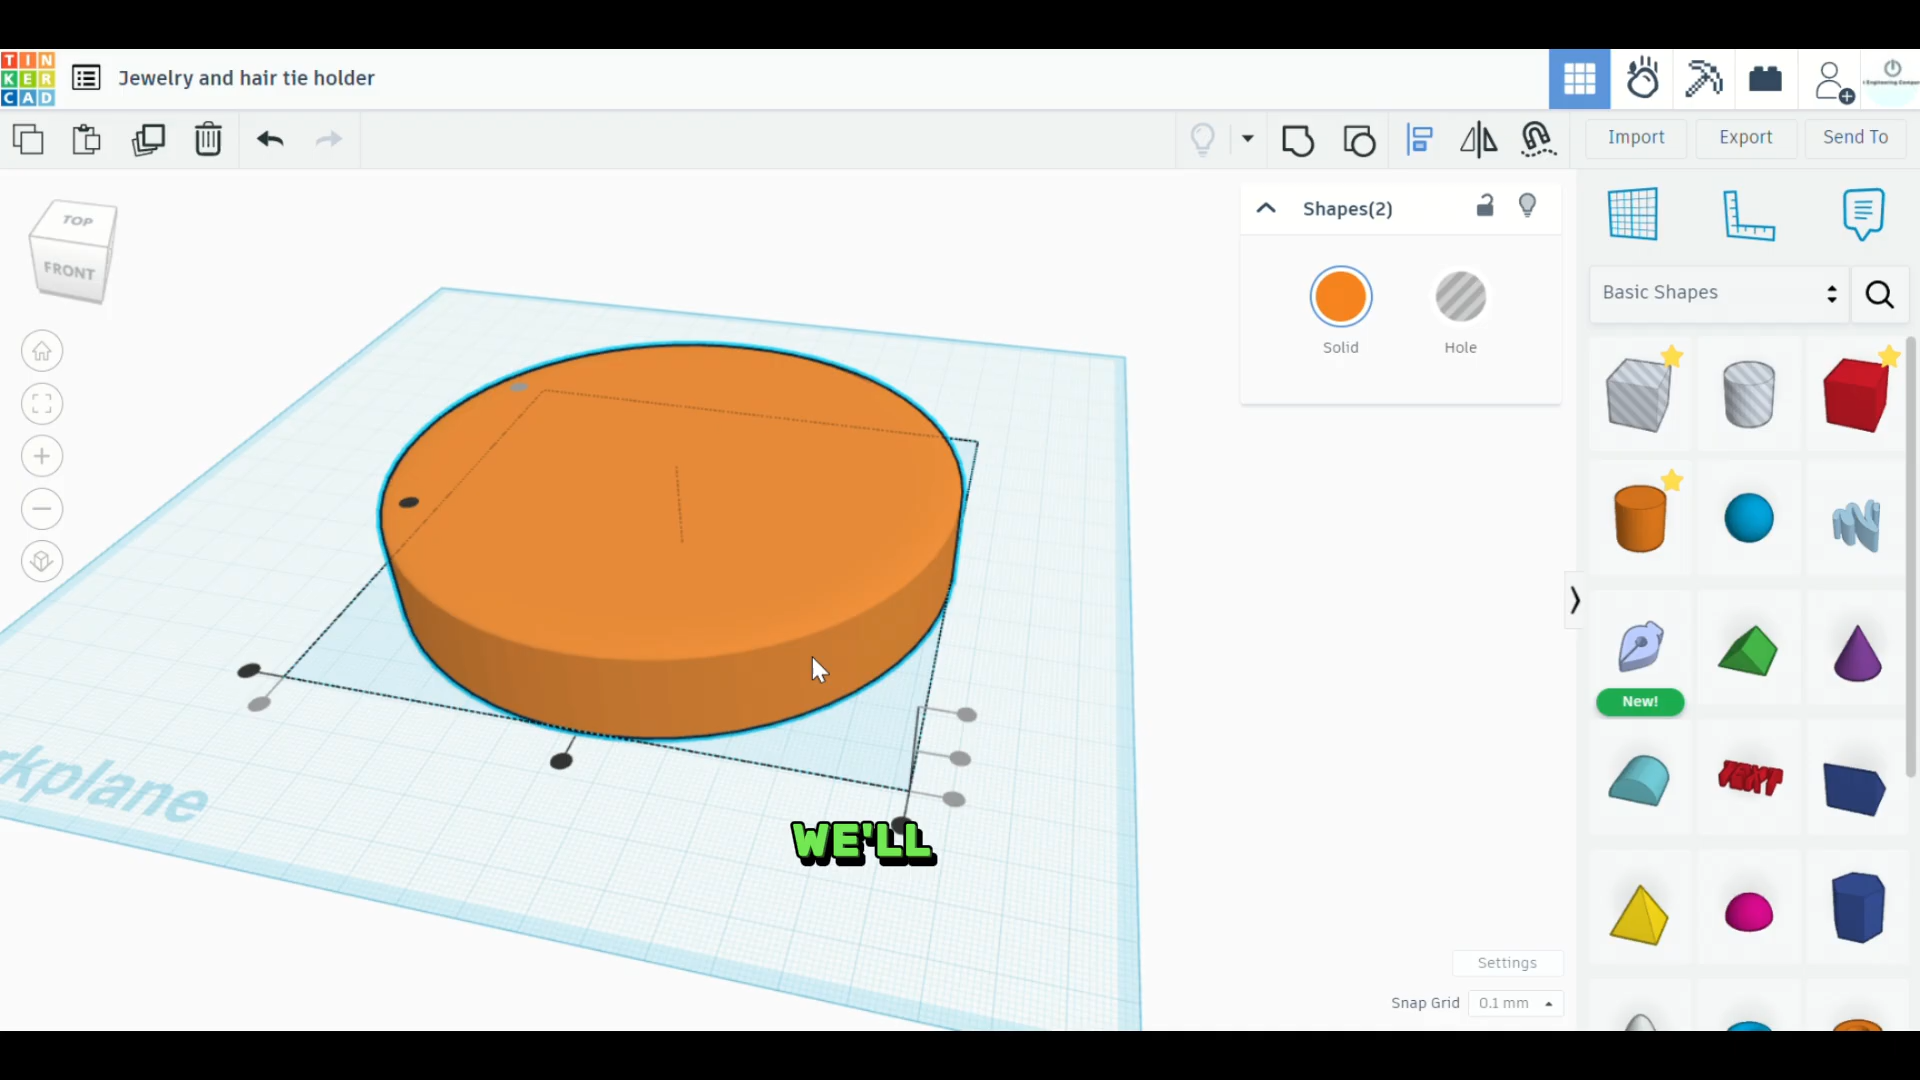 TIN
KER
CAD
Jewelry and hair tie holder
Import
Export
Send To
TOP
FRONT
Shapes(2)
Solid
Hole
Basic Shapes
New!
TEXT
rkplane
WE'LL
Settings
Snap Grid
0.1 mm